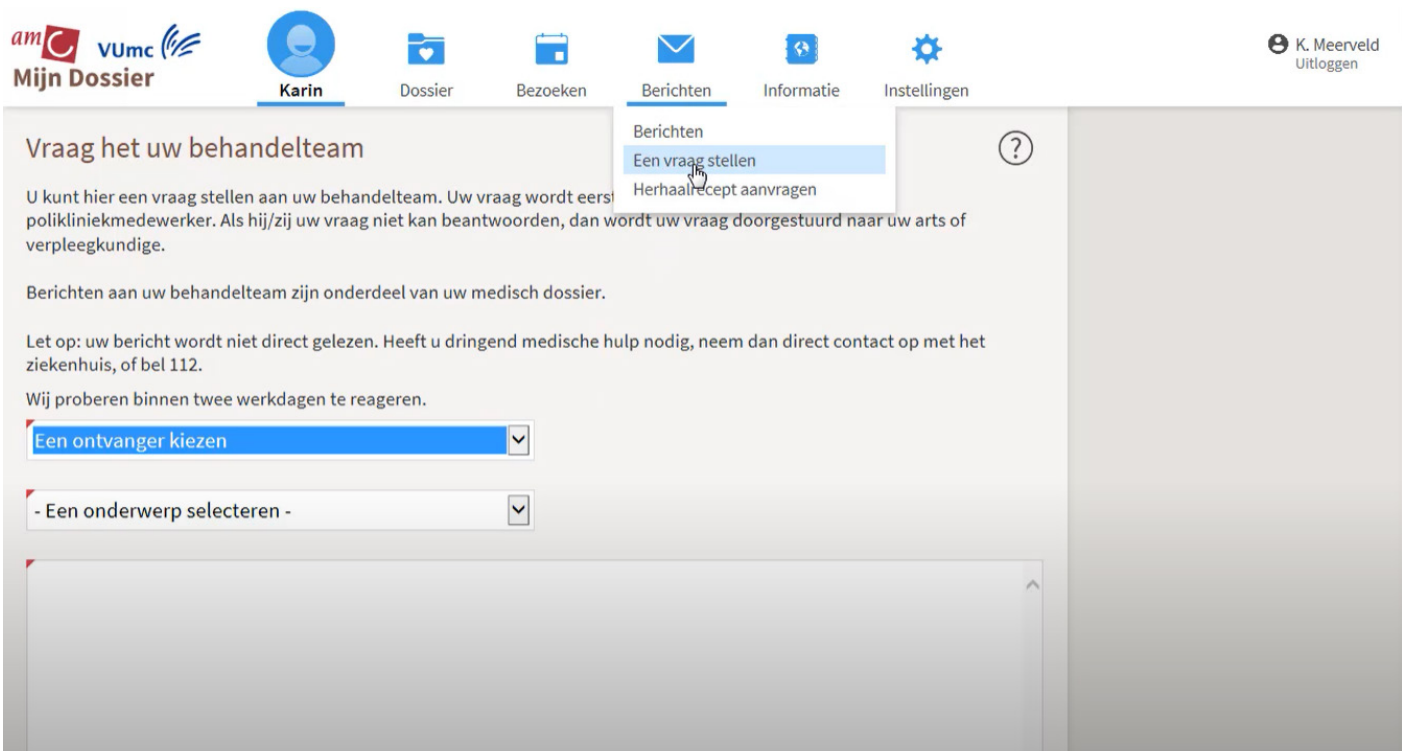 amC VUmc
Mijn Dossier
Karin
Dossier
Bezoeken
Berichten
Informatie
Instellingen
K. Meerveld
Uitloggen
Berichten
Een vraag stellen
Herhaalrecept aanvragen
Vraag het uw behandelteam
?
U kunt hier een vraag stellen aan uw behandelteam. Uw vraag wordt eerst
polikliniekmedewerker. Als hij/zij uw vraag niet kan beantwoorden, dan wordt uw vraag doorgestuurd naar uw arts of
verpleegkundige.
Berichten aan uw behandelteam zijn onderdeel van uw medisch dossier.
Let op: uw bericht wordt niet direct gelezen. Heeft u dringend medische hulp nodig, neem dan direct contact op met het
ziekenhuis, of bel 112.
Wij proberen binnen twee werkdagen te reageren.
Een ontvanger kiezen
- Een onderwerp selecteren -